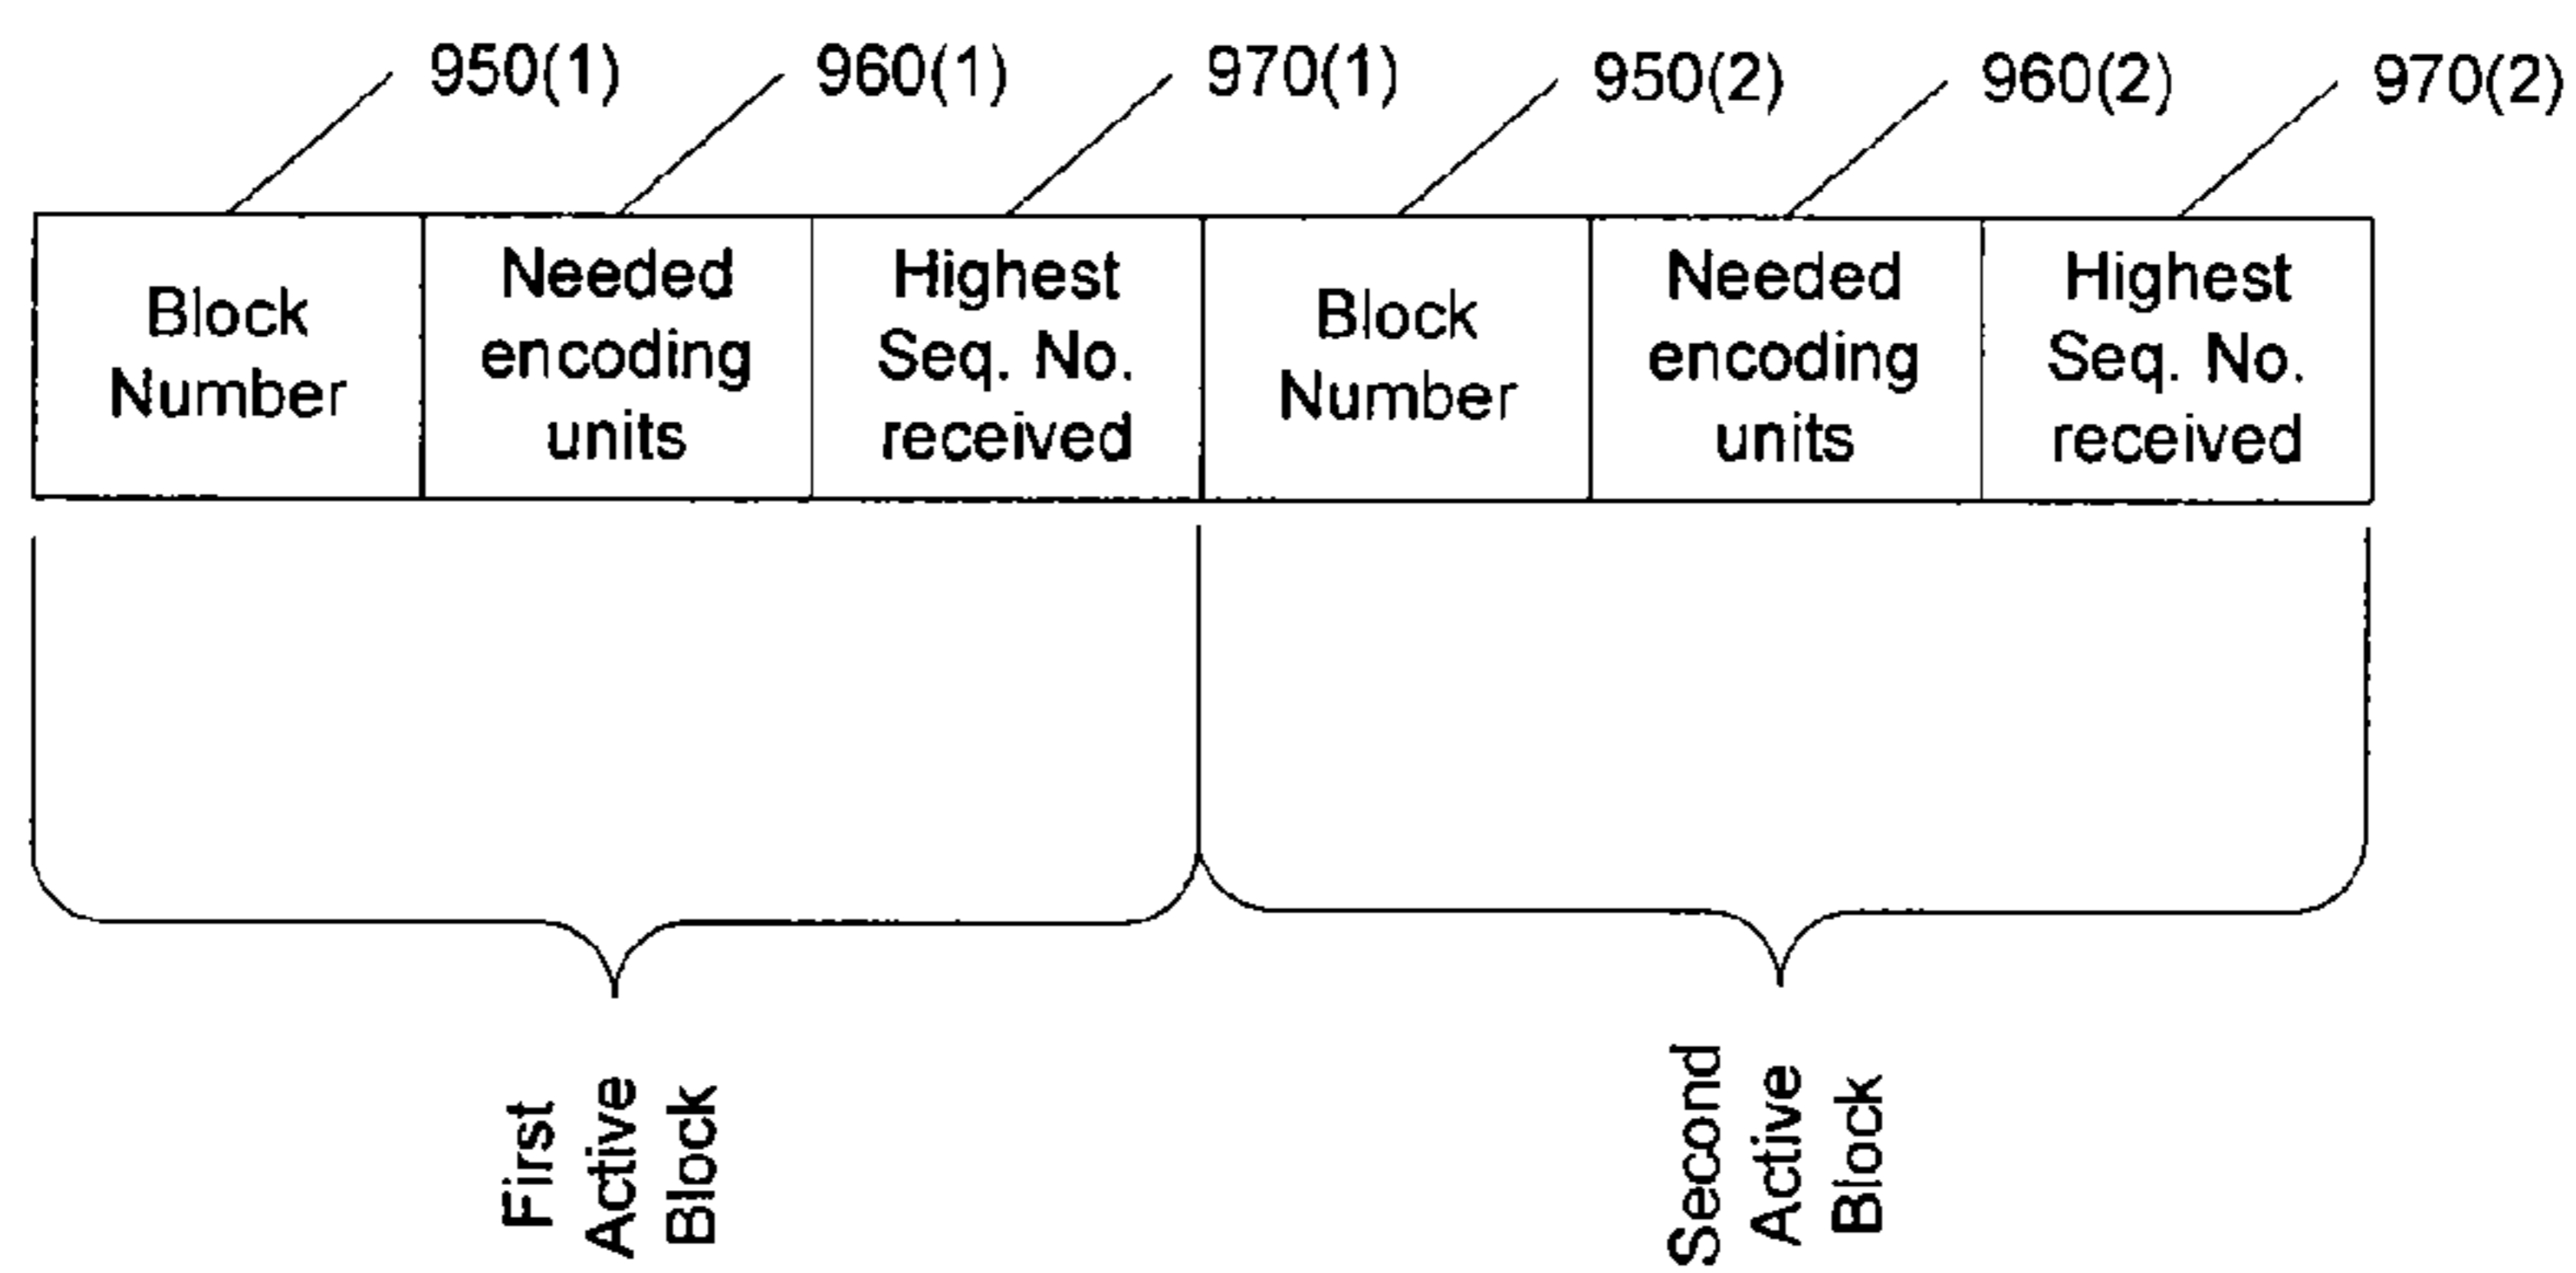 950(1)
960(1)
970(1)
950(2)
960(2)
970(2)
Block
Number
Needed
encoding
units
Highest
Seq. No.
received
Block
Number
Needed
encoding
units
Highest
Seq. No.
received
First
Active
Block
Second
Active
Block